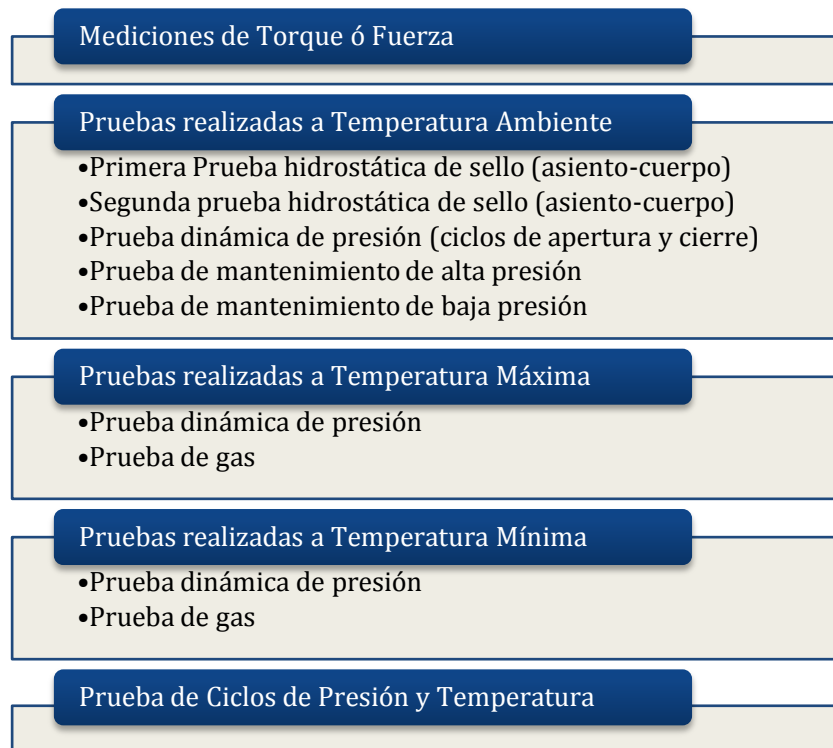 Mediciones de Torque ó Fuerza
Pruebas realizadas a Temperatura Ambiente
•Primera Prueba hidrostática de sello (asiento-cuerpo)
•Segunda prueba hidrostática de sello (asiento-cuerpo)
•Prueba dinámica de presión (ciclos de apertura y cierre)
•Prueba de mantenimiento de alta presión
•Prueba de mantenimiento de baja presión
Pruebas realizadas a Temperatura Máxima
•Prueba dinámica de presión
•Prueba de gas
Pruebas realizadas a Temperatura Mínima
•Prueba dinámica de presión
•Prueba de gas
Prueba de Ciclos de Presión y Temperatura